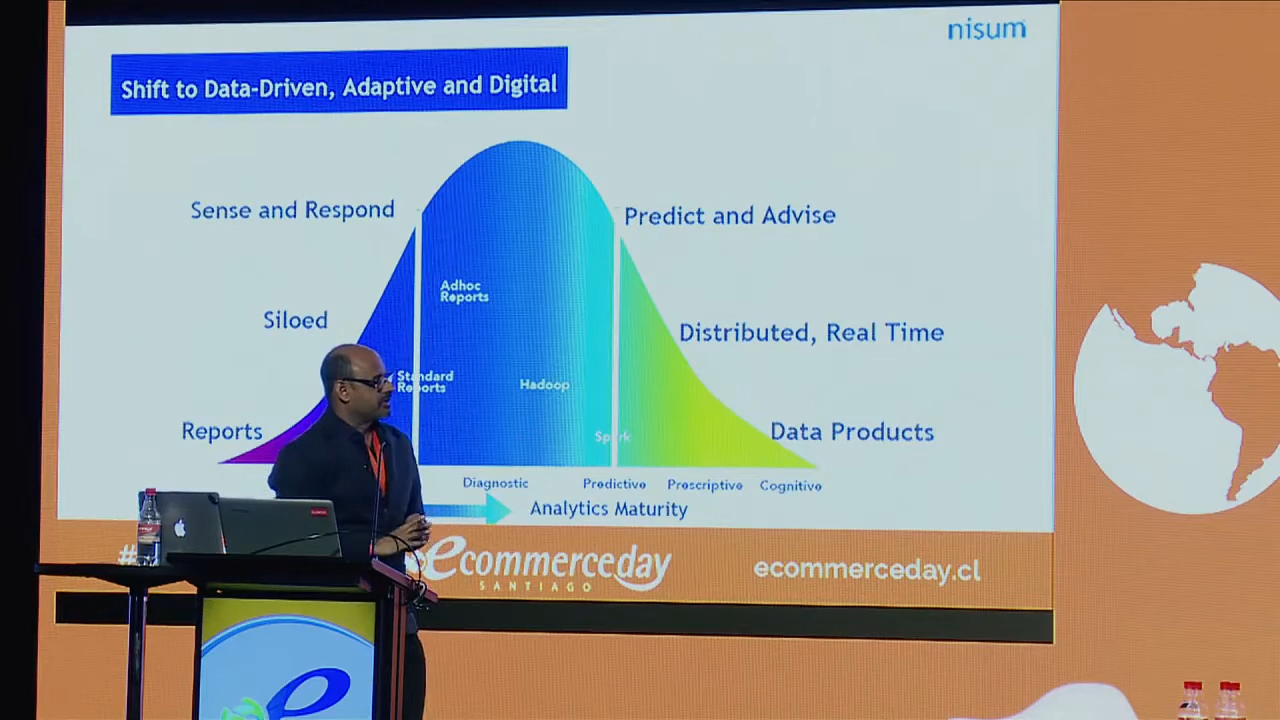 nisum
Shift to Data-Driven, Adaptive and Digital
Sense and Respond
Predict and Advise
Adhoc
Reports
Siloed
Distributed, Real Time
Standard
Reports
Hadoop
Reports
Spark
Data Products
Diagnostic
Predictive
Prescriptive
Cognitive
Analytics Maturity
#
ecommerceday
SANTIAGO
ecommerceday.cl
e